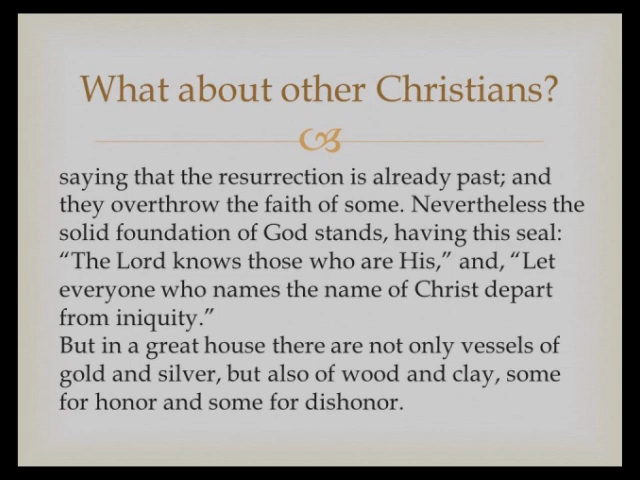 What about other Christians?
saying that the resurrection is already past; and
they overthrow the faith of some. Nevertheless the
solid foundation of God stands, having this seal:
“The Lord knows those who are His,” and, “Let
everyone who names the name of Christ depart
from iniquity.”
But in a great house there are not only vessels of
gold and silver, but also of wood and clay, some
for honor and some for dishonor.